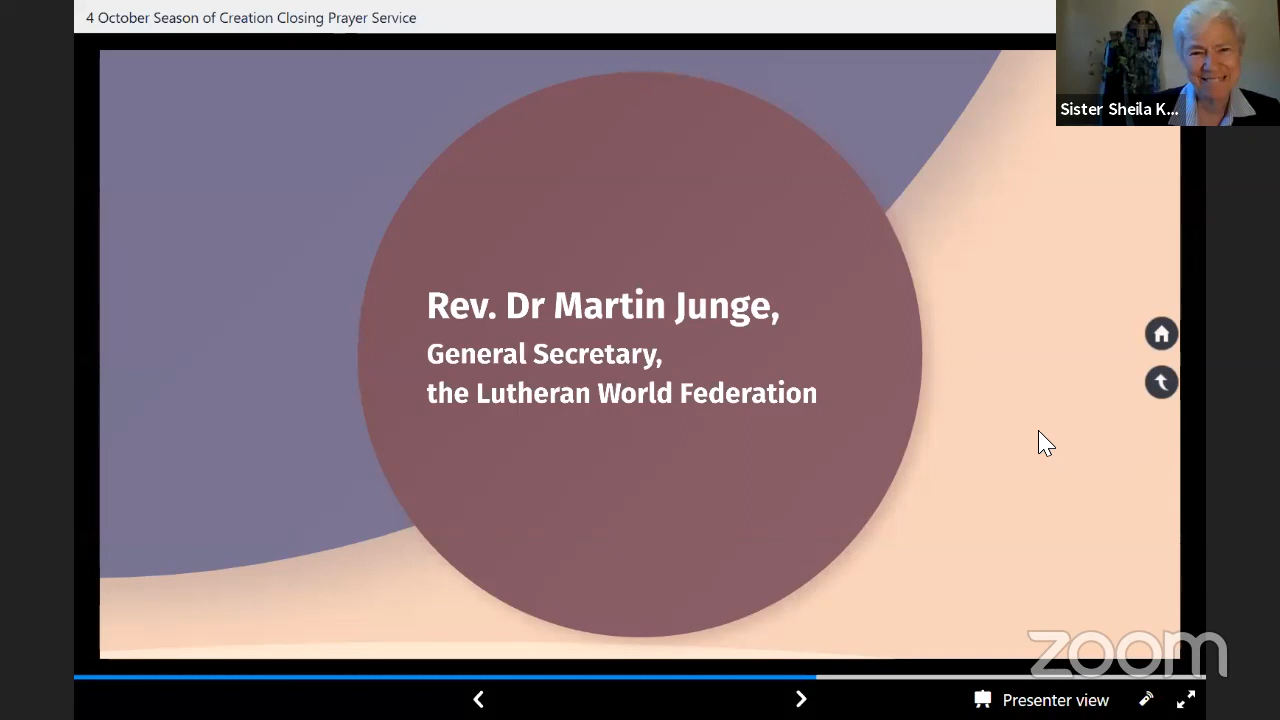 4 October Season of Creation Closing Prayer Service
Sister Sheila K...
Rev. Dr Martin Junge,
General Secretary,
the Lutheran World Federation
zoom
Presenter view